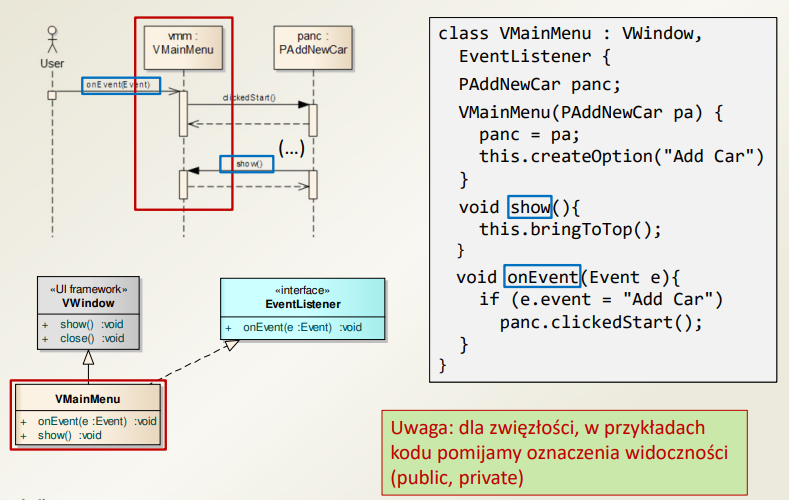 User
vmm :
VMainMenu
panc :
PAddNewCar
onEvent(Event)
clickedStart()
(...)
show()
«UI framework»
VWindow
+ show() :void
+ close() :void
«interface»
EventListener
+ onEvent(e :Event) :void
VMainMenu
+ onEvent(e :Event) :void
+ show() :void
class VMainMenu : VWindow,
EventListener {
PAddNewCar panc;
VMainMenu(PAddNewCar pa) {
panc = pa;
this.createOption("Add Car")
}
void show(){
this.bringToTop();
}
void onEvent(Event e){
if (e.event = "Add Car")
panc.clickedStart();
}
}
Uwaga: dla zwięzłości, w przykładach
kodu pomijamy oznaczenia widoczności
(public, private)